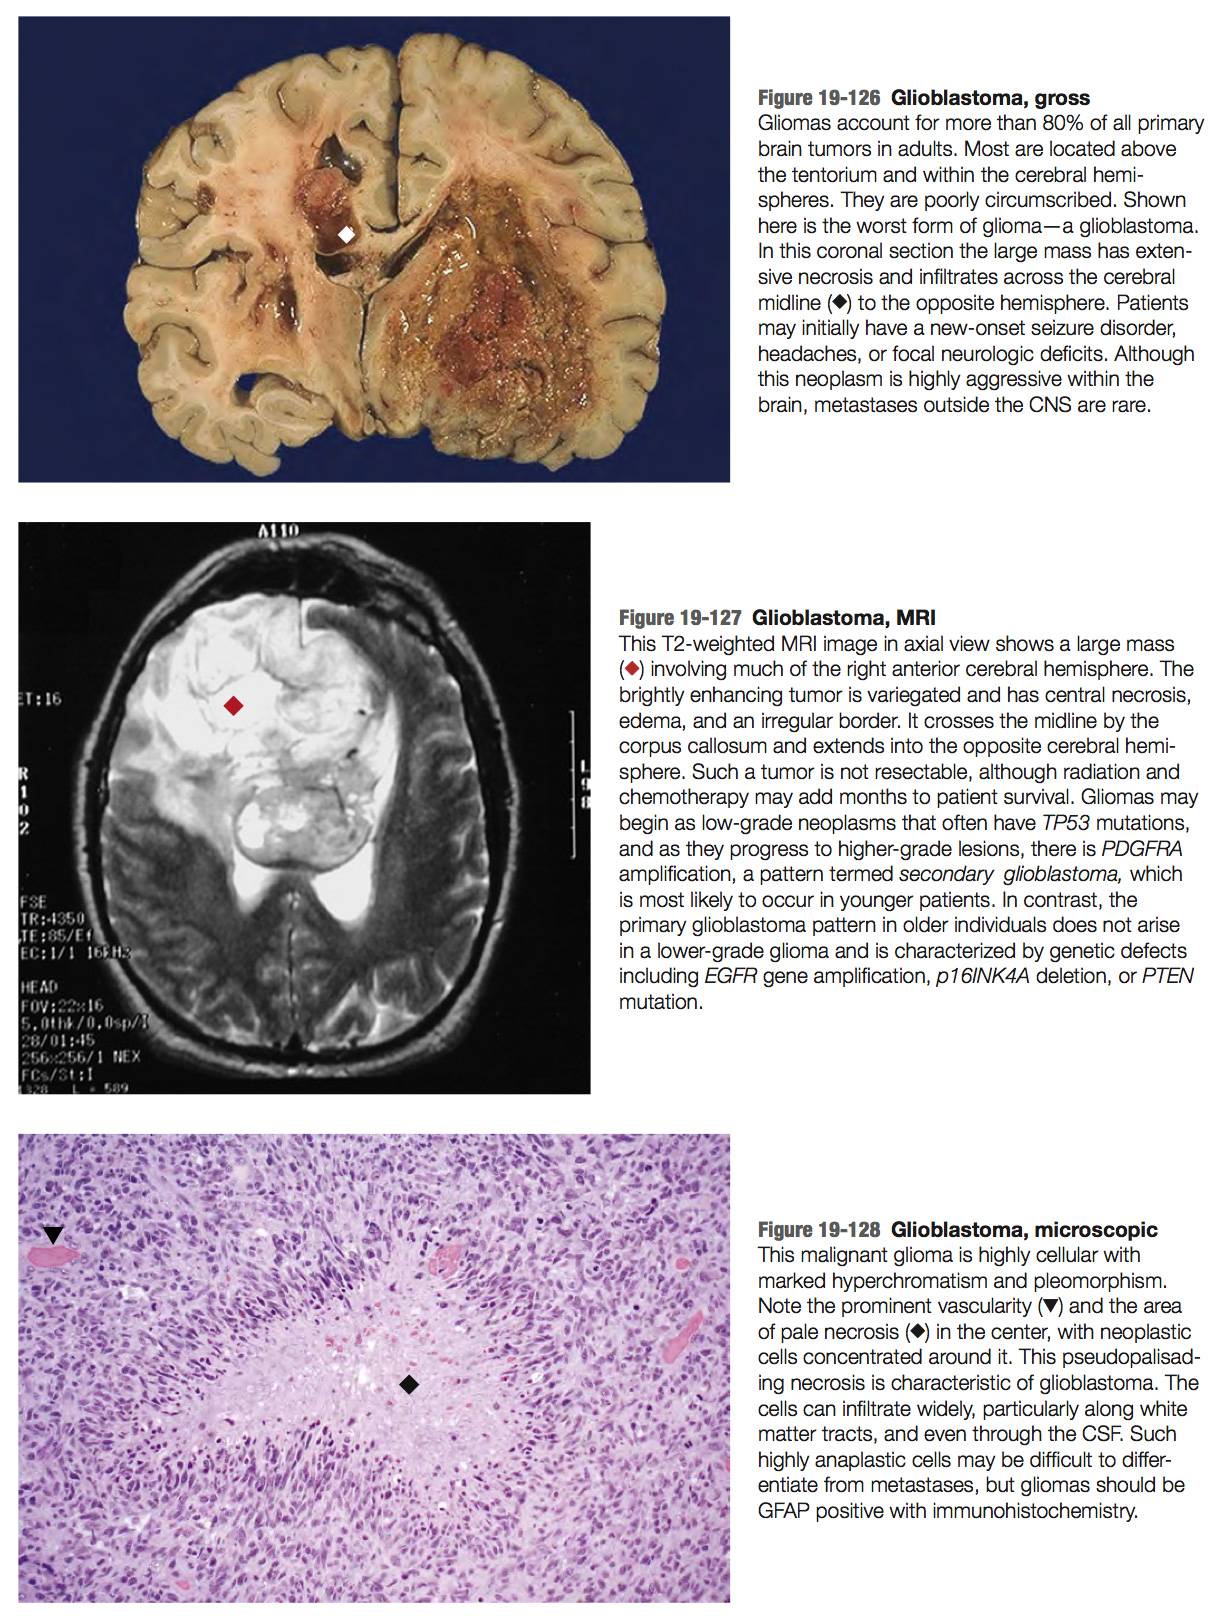 Figure 19-126 Glioblastoma, gross
Gliomas account for more than 80% of all primary
brain tumors in adults. Most are located above
the tentorium and within the cerebral hemi-
spheres. They are poorly circumscribed. Shown
here is the worst form of glioma—a glioblastoma.
In this coronal section the large mass has exten-
sive necrosis and infiltrates across the cerebral
midline (◆) to the opposite hemisphere. Patients
may initially have a new-onset seizure disorder,
headaches, or focal neurologic deficits. Although
this neoplasm is highly aggressive within the
brain, metastases outside the CNS are rare.
A110
ET:16
R
1
0
2
L
9
8
FSE
TR:4350
TE:85/Ef
EC:1/1 16kHz
HEAD
FOV:22x16
5.0thk/0.0sp/I
28/01:45
256x256/1 NEX
FCs/St:I
L = 589
Figure 19-127 Glioblastoma, MRI
This T2-weighted MRI image in axial view shows a large mass
(◆) involving much of the right anterior cerebral hemisphere. The
brightly enhancing tumor is variegated and has central necrosis,
edema, and an irregular border. It crosses the midline by the
corpus callosum and extends into the opposite cerebral hemi-
sphere. Such a tumor is not resectable, although radiation and
chemotherapy may add months to patient survival. Gliomas may
begin as low-grade neoplasms that often have TP53 mutations,
and as they progress to higher-grade lesions, there is PDGFRA
amplification, a pattern termed secondary glioblastoma, which
is most likely to occur in younger patients. In contrast, the
primary glioblastoma pattern in older individuals does not arise
in a lower-grade glioma and is characterized by genetic defects
including EGFR gene amplification, p16INK4A deletion, or PTEN
mutation.
Figure 19-128 Glioblastoma, microscopic
This malignant glioma is highly cellular with
marked hyperchromatism and pleomorphism.
Note the prominent vascularity (▼) and the area
of pale necrosis (◆) in the center, with neoplastic
cells concentrated around it. This pseudopalisad-
ing necrosis is characteristic of glioblastoma. The
cells can infiltrate widely, particularly along white
matter tracts, and even through the CSF. Such
highly anaplastic cells may be difficult to differ-
entiate from metastases, but gliomas should be
GFAP positive with immunohistochemistry.